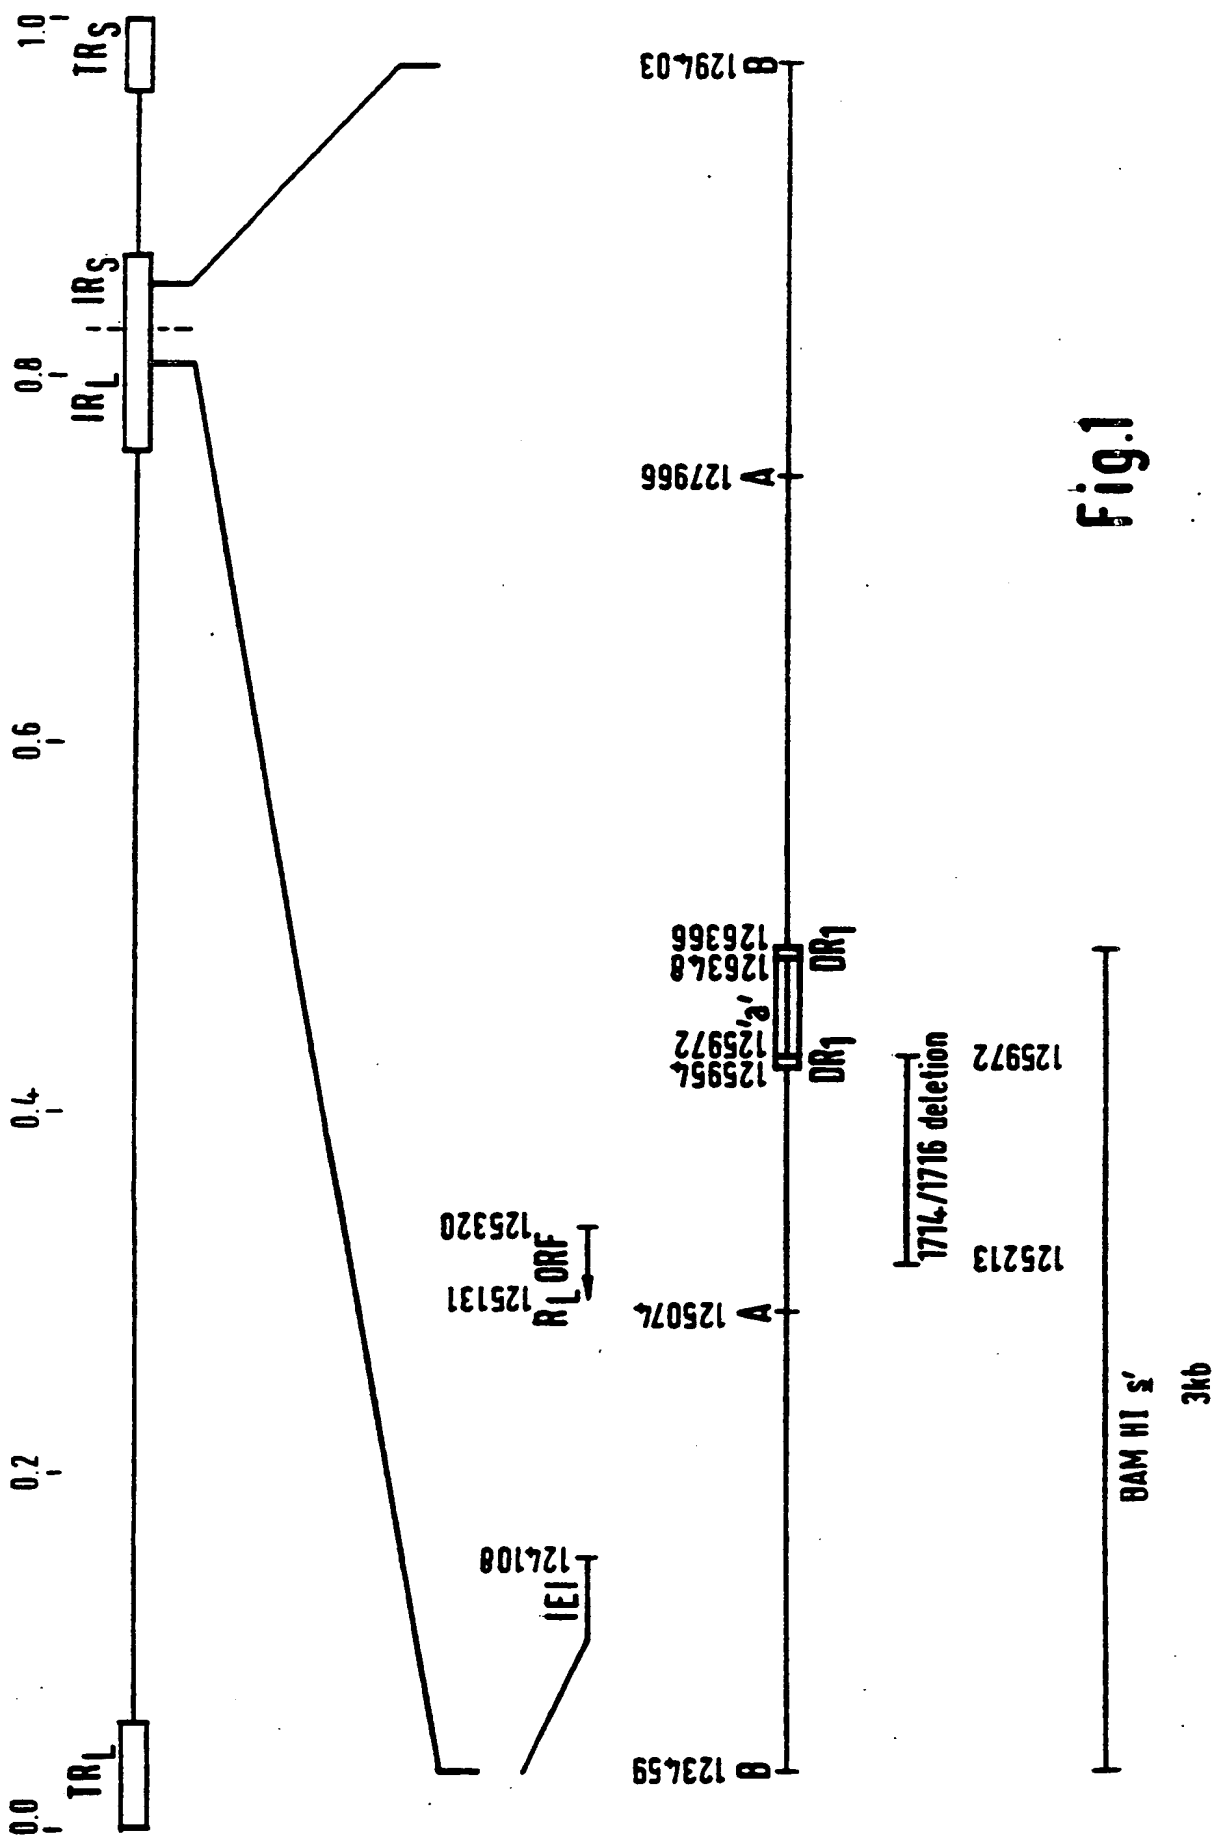 0.0 0.2 0.4 0.6 0.8 1.0
TRL IRL IRS TRS
125131 125320
124108
IE1
RL ORF
123459 125074 125954 125972 'a' 126348 126366 127966 129403
B A A B
DR1 DR1
1714/1716 deletion
125213 125972
BAM HI s'
3kb
Fig.1